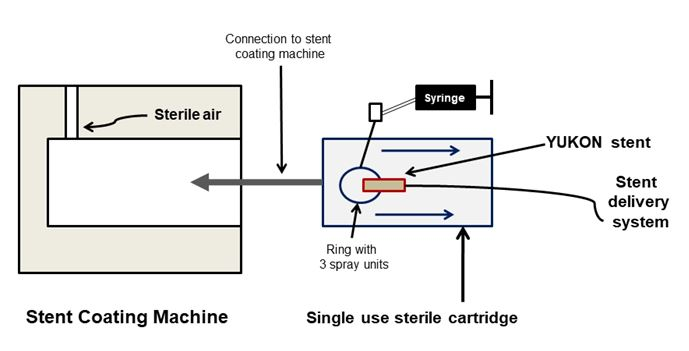 Connection to stent
coating machine
Sterile air
Syringe
YUKON stent
Stent
delivery
system
Ring with
3 spray units
Stent Coating Machine
Single use sterile cartridge